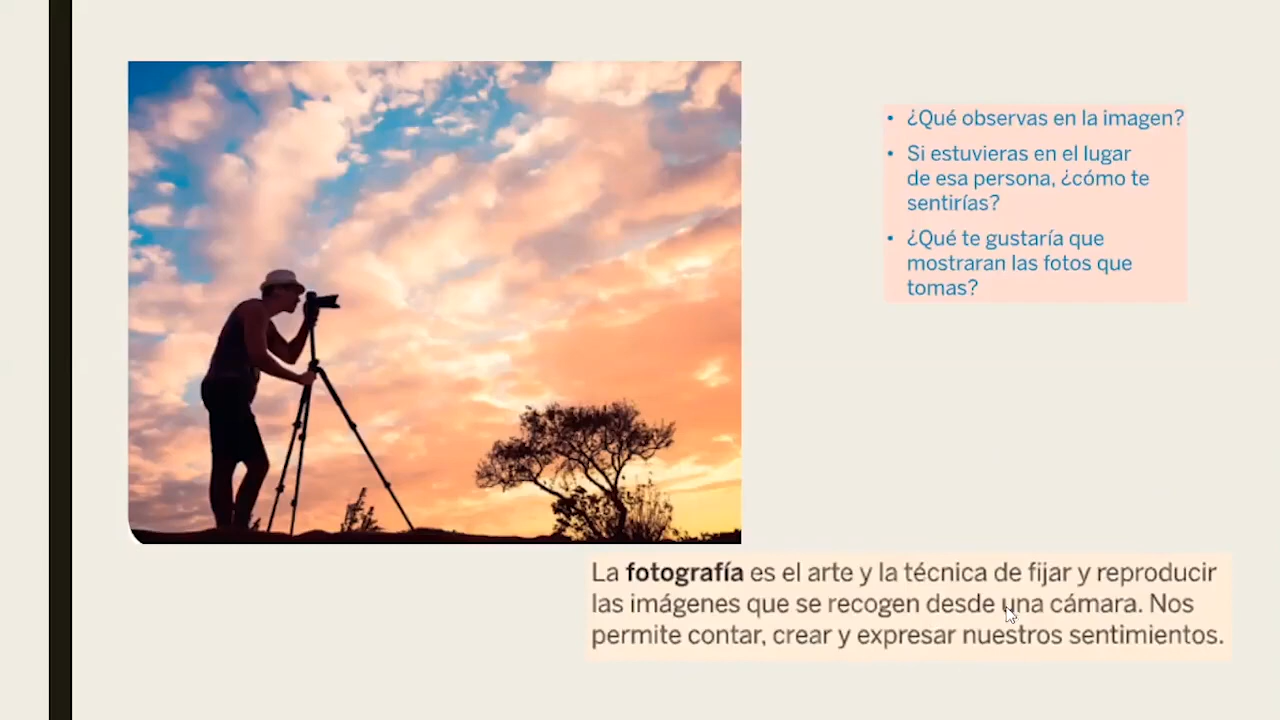 • ¿Qué observas en la imagen?
• Si estuvieras en el lugar
de esa persona, ¿cómo te
sentirías?
• ¿Qué te gustaría que
mostraran las fotos que
tomas?
La fotografía es el arte y la técnica de fijar y reproducir
las imágenes que se recogen desde una cámara. Nos
permite contar, crear y expresar nuestros sentimientos.